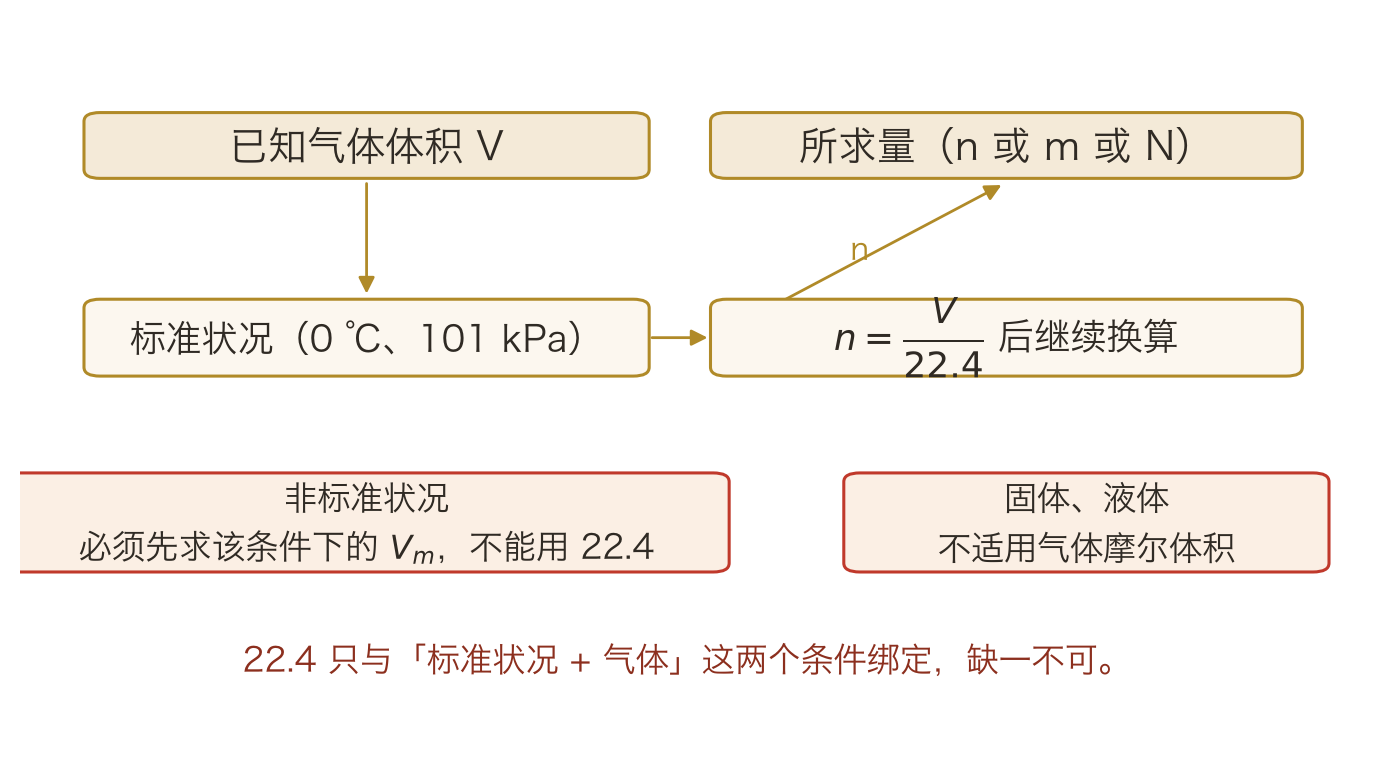 已知气体体积 V
所求量（n 或 m 或 N）
n
标准状况（0 ℃、101 kPa）
n = V/22.4 后继续换算
非标准状况
必须先求该条件下的 Vm，不能用 22.4
固体、液体
不适用气体摩尔体积
22.4 只与「标准状况 + 气体」这两个条件绑定，缺一不可。